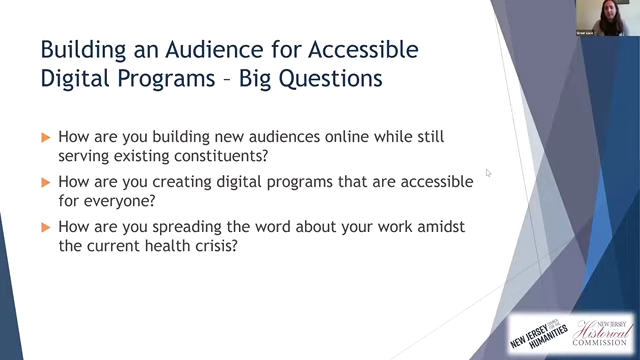 Building an Audience for Accessible
Digital Programs – Big Questions
How are you building new audiences online while still
serving existing constituents?
How are you creating digital programs that are accessible
for everyone?
How are you spreading the word about your work amidst
the current health crisis?
NEW JERSEY
HUMANITIES
NEW JERSEY
Historical
COMMISSION